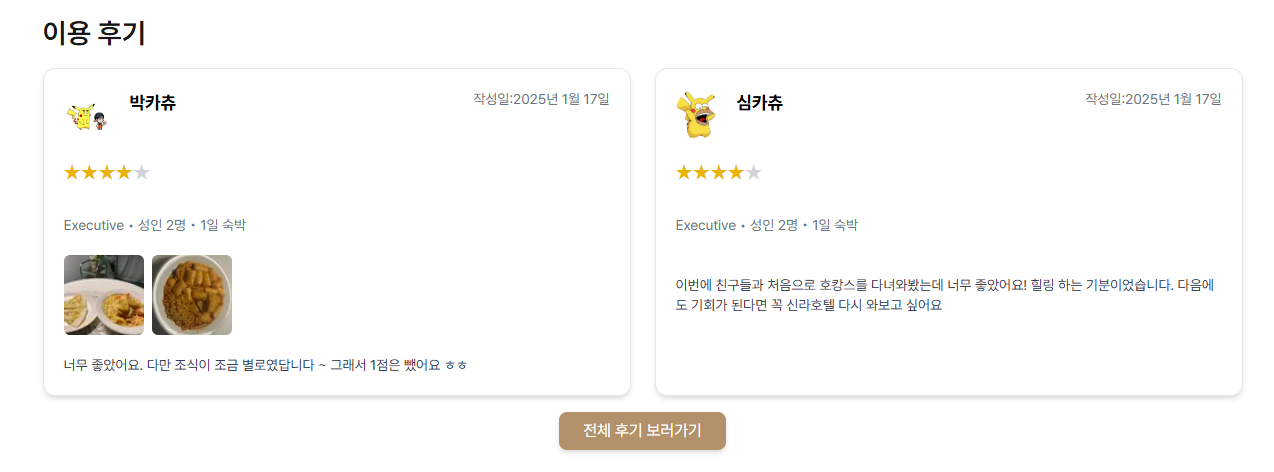 이용 후기
박카츄
작성일:2025년 1월 17일
★★★★★
Executive • 성인 2명 • 1일 숙박
너무 좋았어요. 다만 조식이 조금 별로였답니다 ~ 그래서 1점은 뺐어요 ㅎㅎ
심카츄
작성일:2025년 1월 17일
★★★★★
Executive • 성인 2명 • 1일 숙박
이번에 친구들과 처음으로 호캉스를 다녀와봤는데 너무 좋았어요! 힐링 하는 기분이었습니다. 다음에
도 기회가 된다면 꼭 신라호텔 다시 와보고 싶어요
전체 후기 보러가기